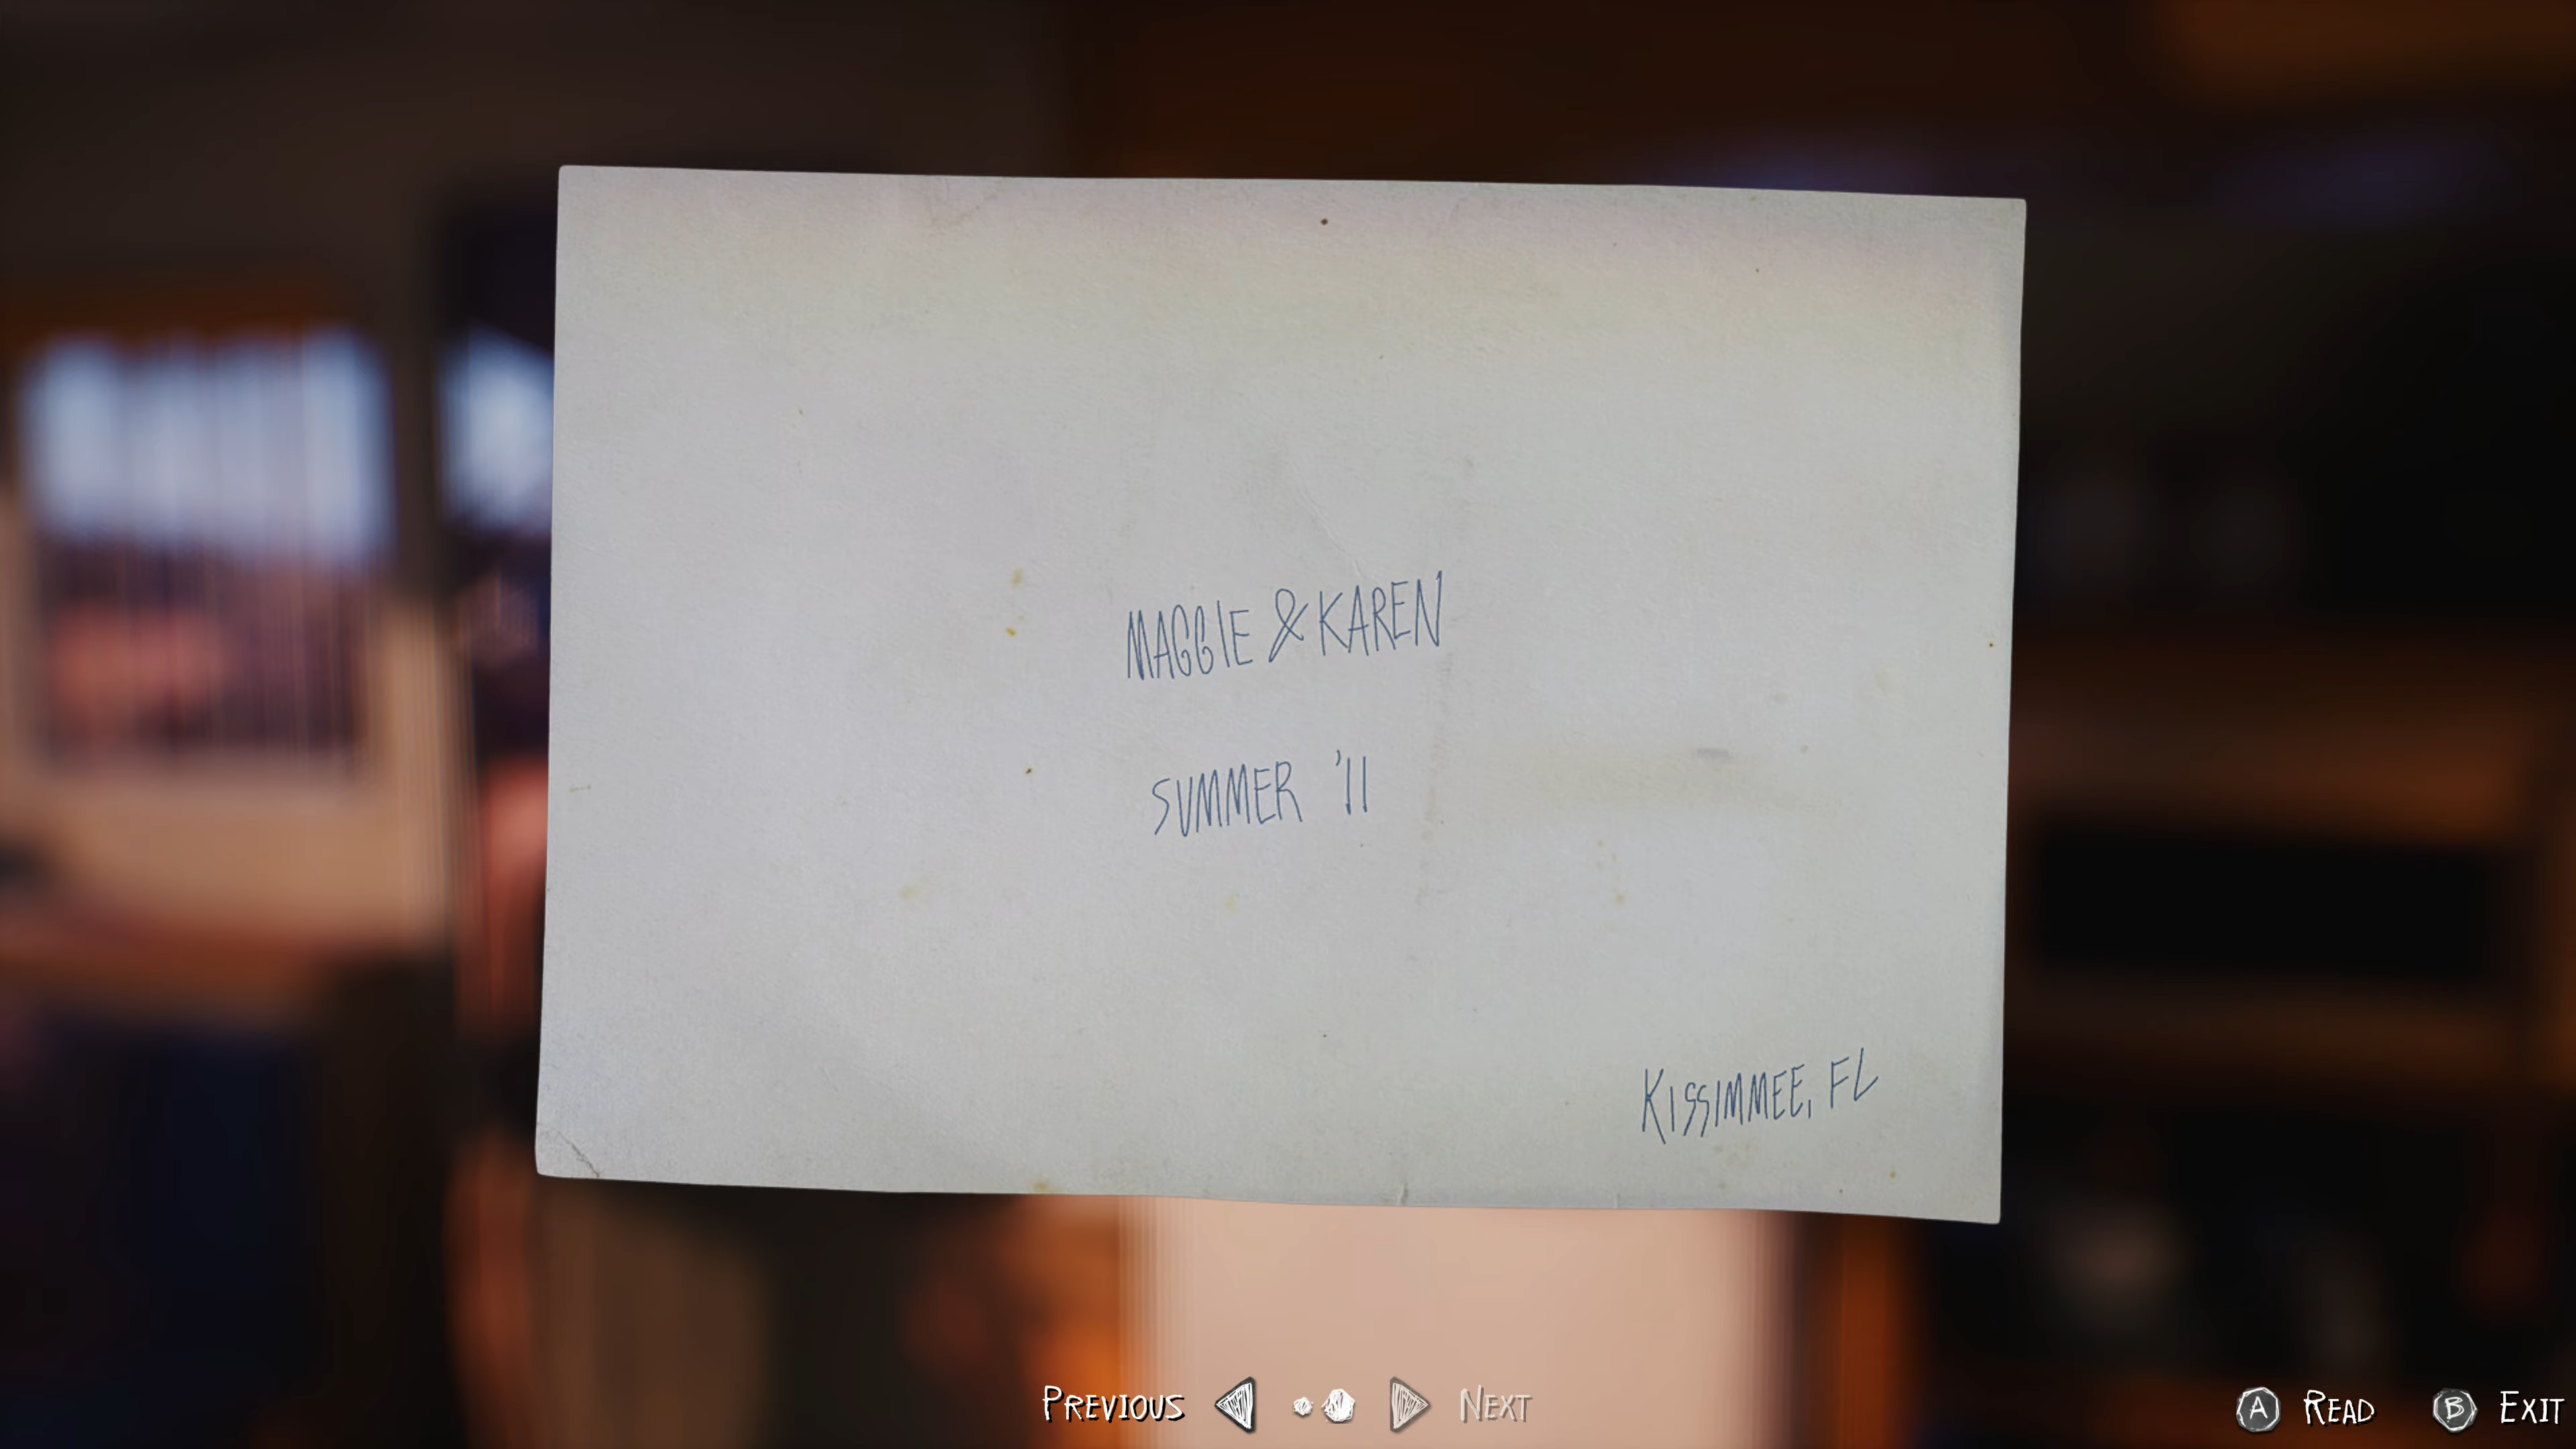 MAGGIE & KAREN
SUMMER '11
KISSIMMEE, FL
PREVIOUS NEXT
A READ B EXIT